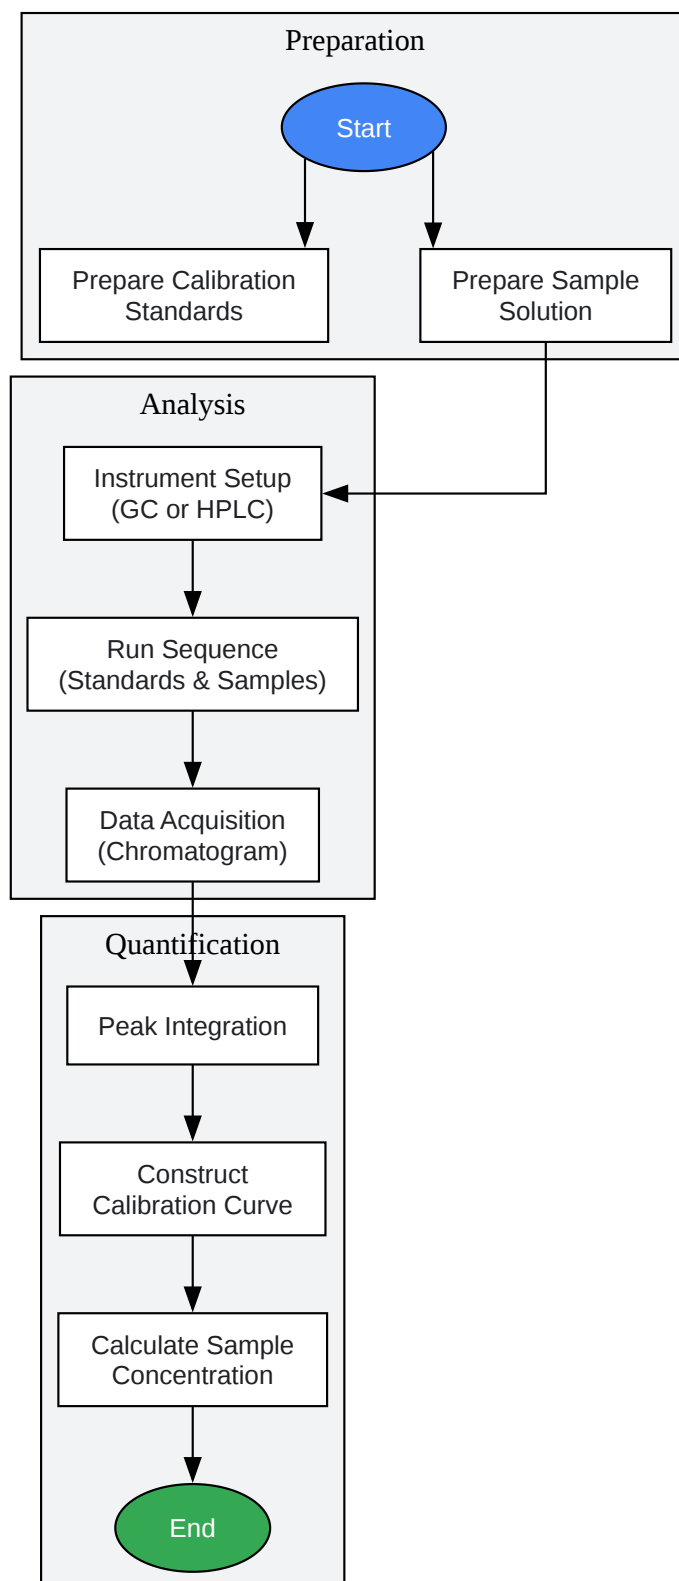 Preparation
Start
Prepare Calibration
Standards
Prepare Sample
Solution
Analysis
Instrument Setup
(GC or HPLC)
Run Sequence
(Standards & Samples)
Data Acquisition
(Chromatogram)
Quantification
Peak Integration
Construct
Calibration Curve
Calculate Sample
Concentration
End